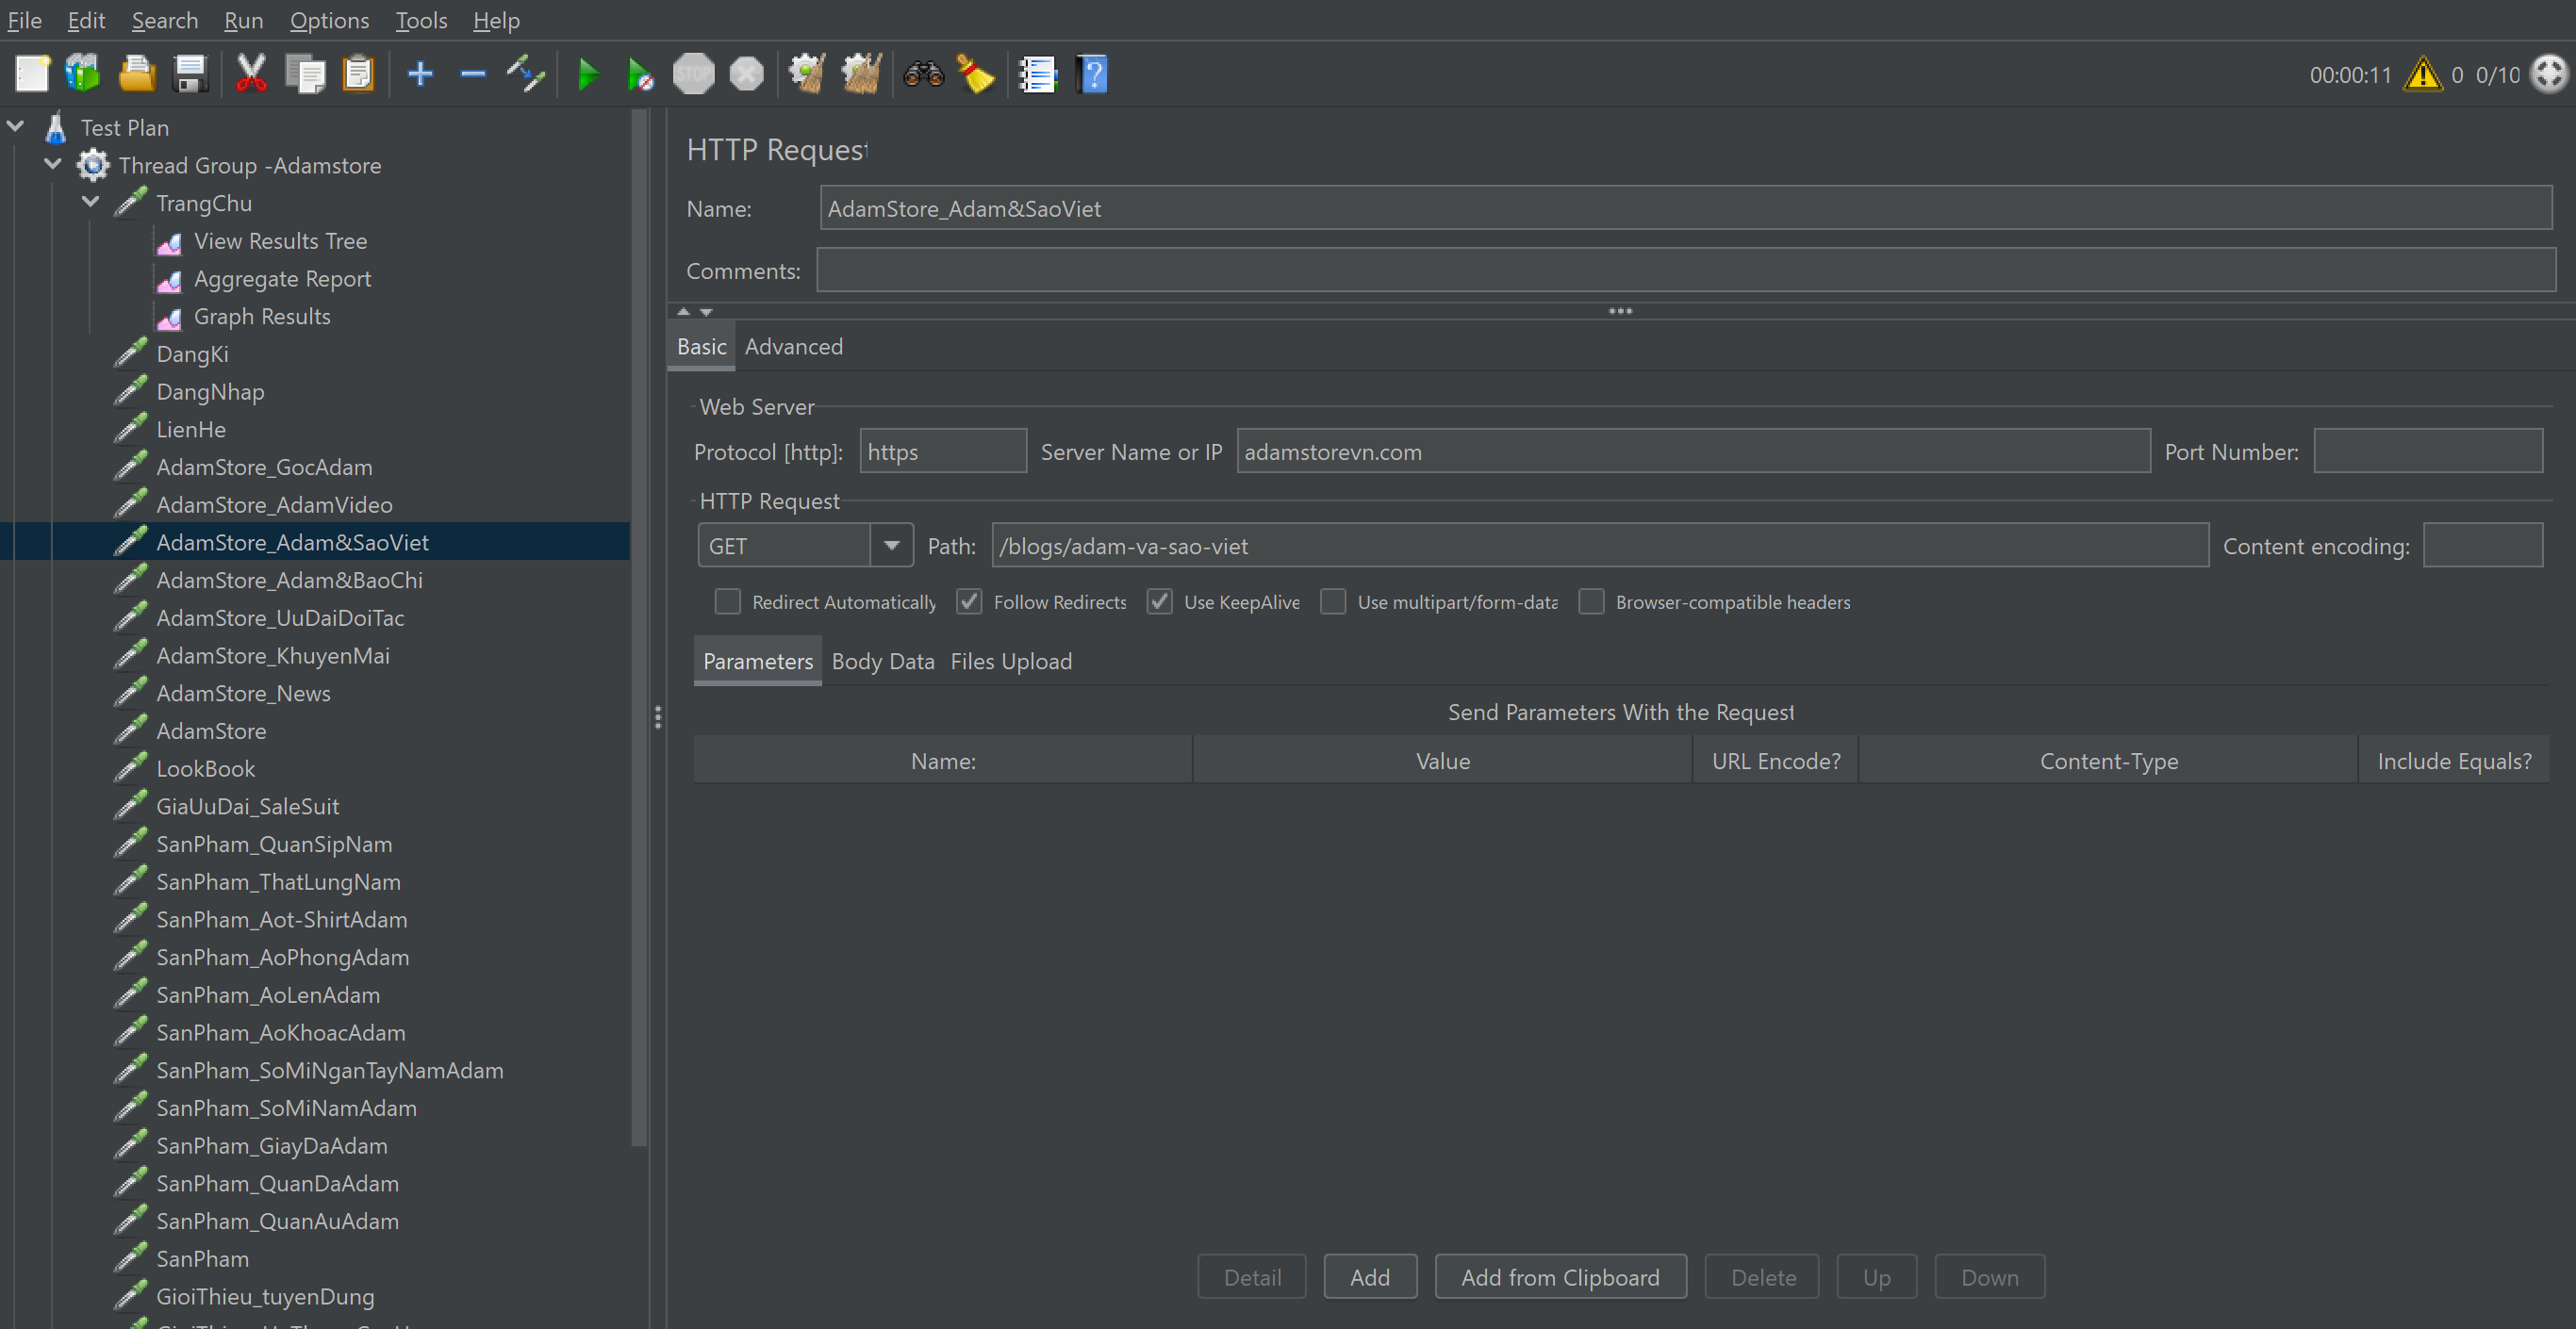 File Edit Search Run Options Tools Help
STOP
00:00:11 0 0/10
Test Plan
Thread Group -Adamstore
TrangChu
View Results Tree
Aggregate Report
Graph Results
DangKi
DangNhap
LienHe
AdamStore_GocAdam
AdamStore_AdamVideo
AdamStore_Adam&SaoViet
AdamStore_Adam&BaoChi
AdamStore_UuDaiDoiTac
AdamStore_KhuyenMai
AdamStore_News
AdamStore
LookBook
GiaUuDai_SaleSuit
SanPham_QuanSipNam
SanPham_ThatLungNam
SanPham_Aot-ShirtAdam
SanPham_AoPhongAdam
SanPham_AoLenAdam
SanPham_AoKhoacAdam
SanPham_SoMiNganTayNamAdam
SanPham_SoMiNamAdam
SanPham_GiayDaAdam
SanPham_QuanDaAdam
SanPham_QuanAuAdam
SanPham
GioiThieu_tuyenDung
HTTP Request
Name: AdamStore_Adam&SaoViet
Comments:
Basic Advanced
Web Server
Protocol [http]: https Server Name or IP adamstorevn.com Port Number:
HTTP Request
GET Path: /blogs/adam-va-sao-viet Content encoding:
Redirect Automatically Follow Redirects Use KeepAlive Use multipart/form-data Browser-compatible headers
Parameters Body Data Files Upload
Send Parameters With the Request
Name: Value URL Encode? Content-Type Include Equals?
Detail Add Add from Clipboard Delete Up Down